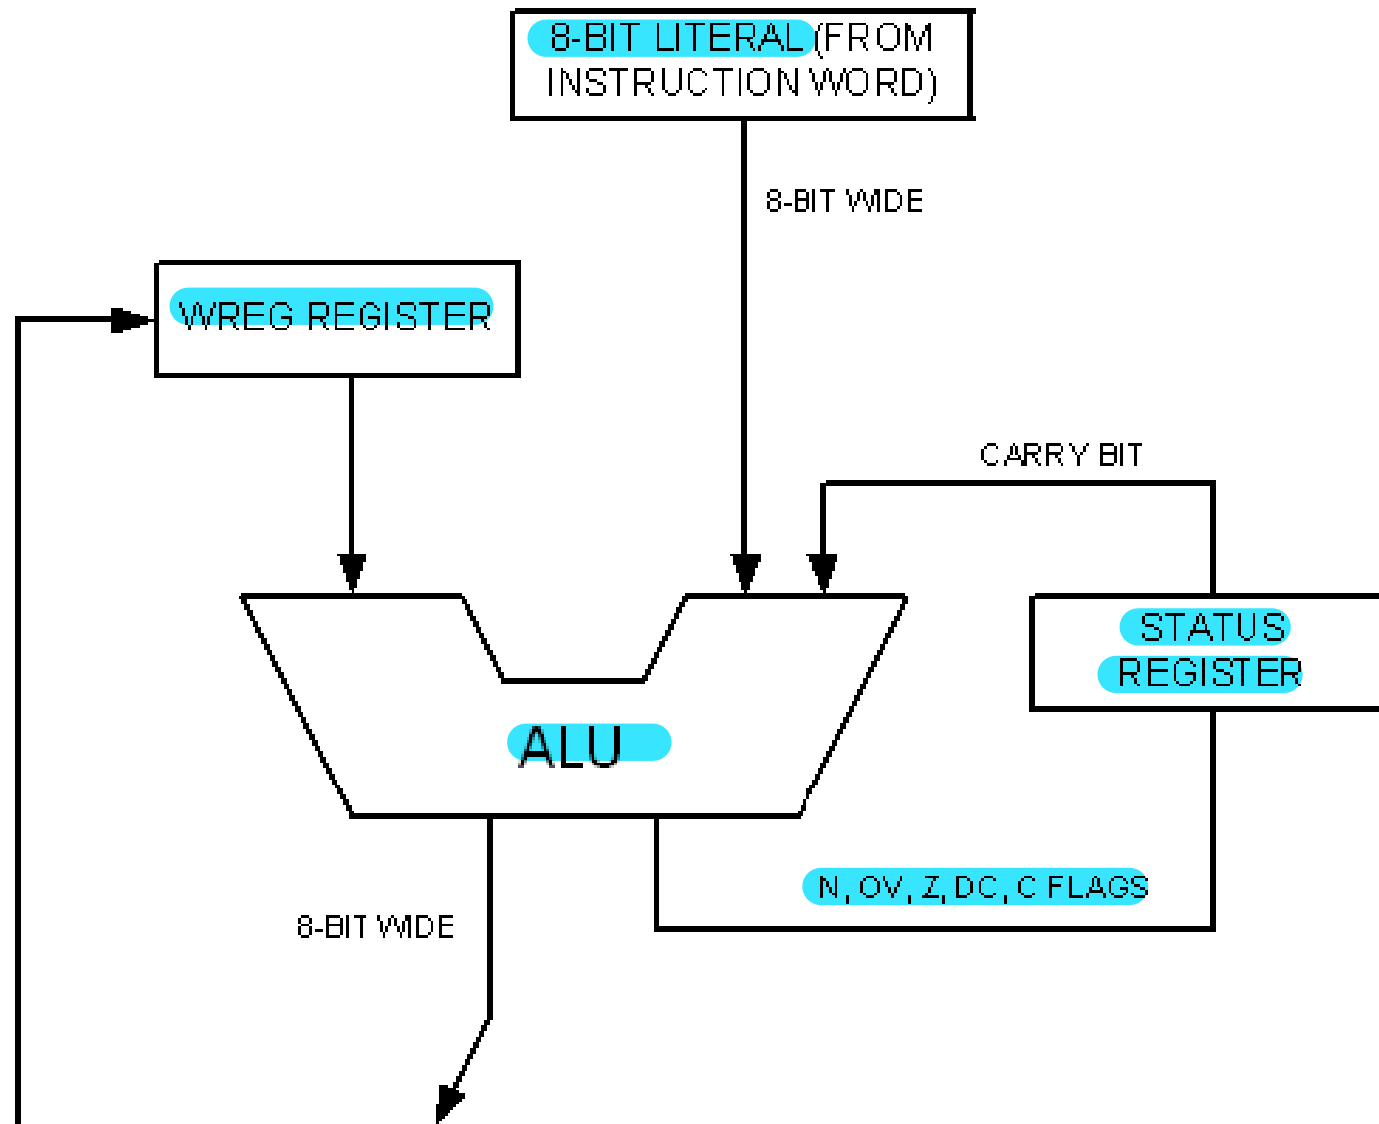 8-BIT LITERAL (FROM
INSTRUCTION WORD)
8-BIT WIDE
WREG REGISTER
CARRY BIT
STATUS
REGISTER
ALU
N, OV, Z, DC, C FLAGS
8-BIT WIDE